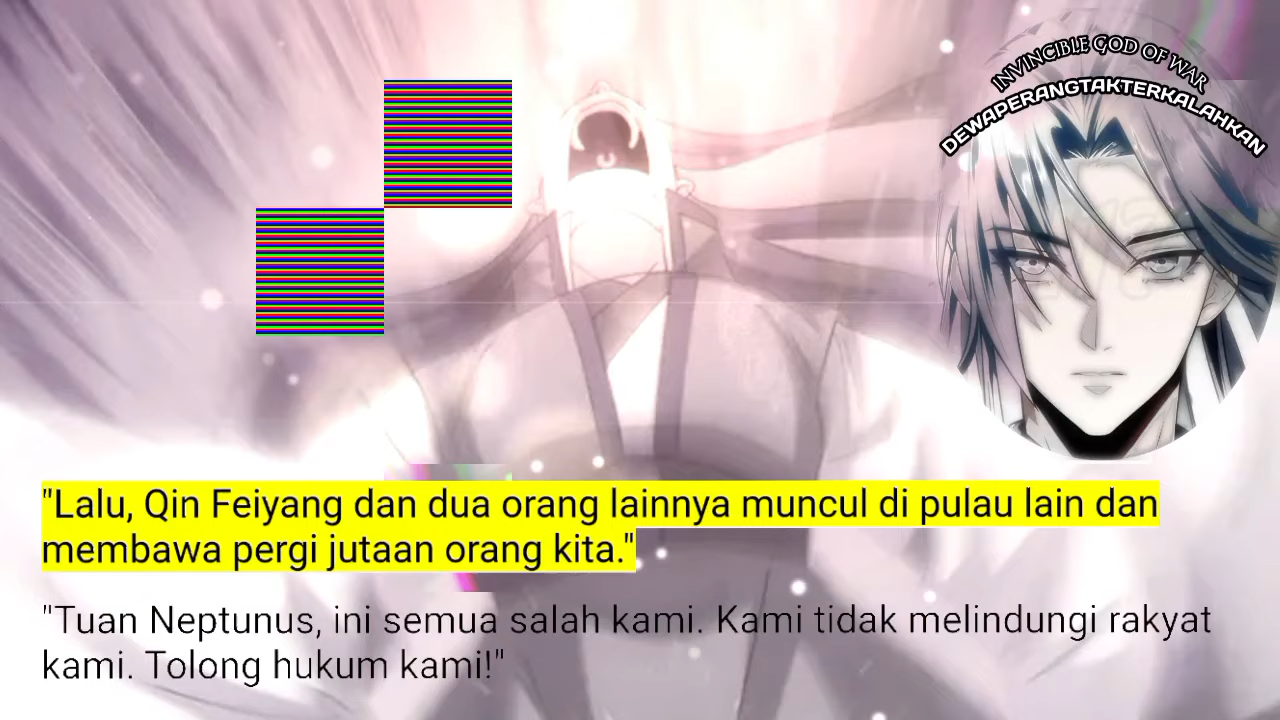 INVINCIBLE GOD OF WAR
DEWAPERANGTAKTERKALAHKAN
"Lalu, Qin Feiyang dan dua orang lainnya muncul di pulau lain dan
membawa pergi jutaan orang kita."
"Tuan Neptunus, ini semua salah kami. Kami tidak melindungi rakyat
kami. Tolong hukum kami!"